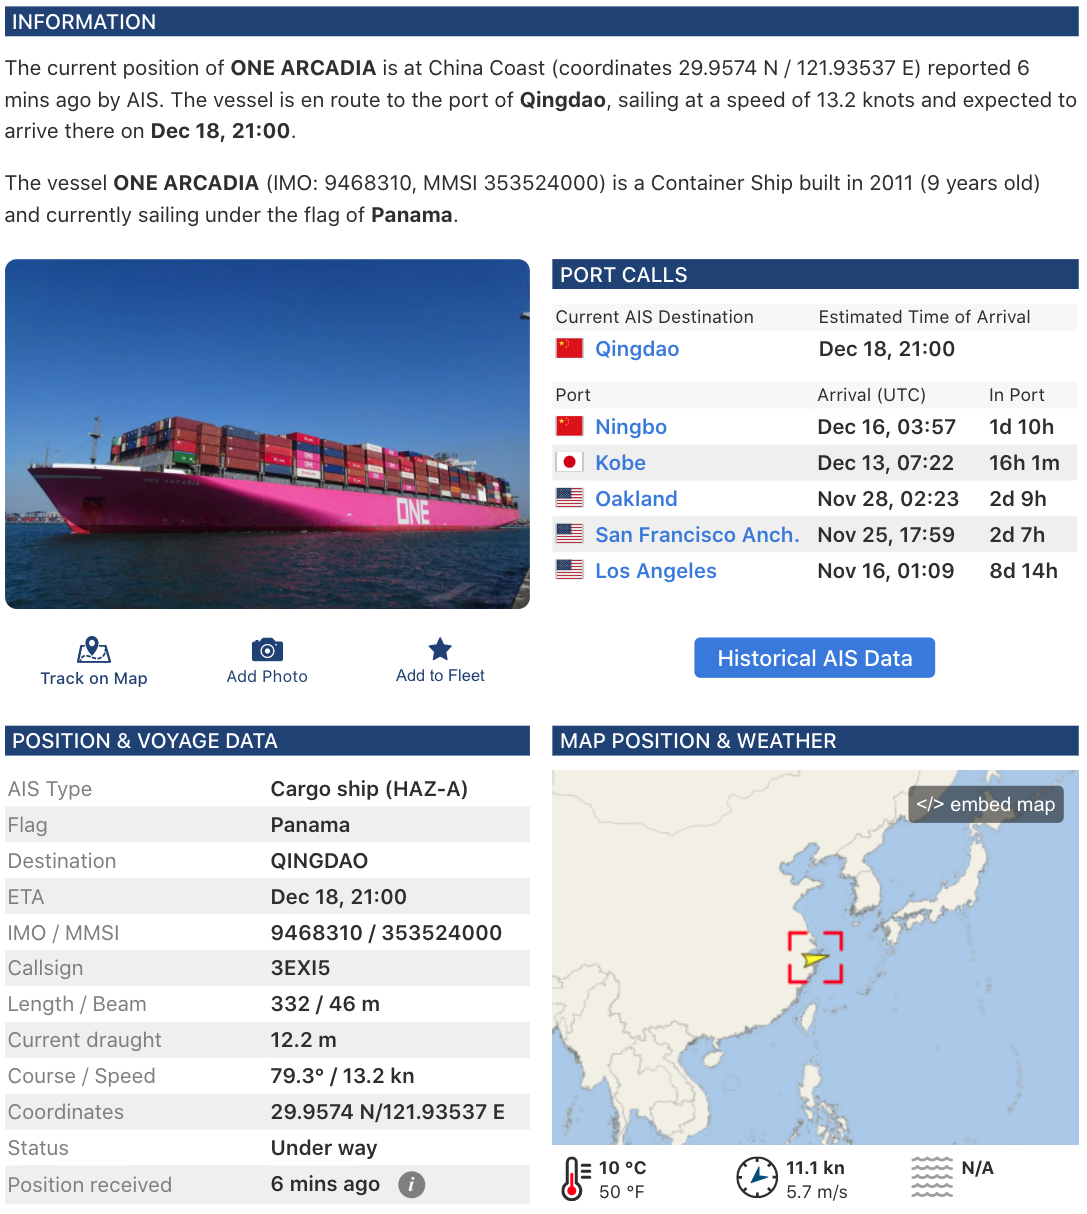 INFORMATION
The current position of ONE ARCADIA is at China Coast (coordinates 29.9574 N / 121.93537 E) reported 6
mins ago by AIS. The vessel is en route to the port of Qingdao, sailing at a speed of 13.2 knots and expected to
arrive there on Dec 18, 21:00.
The vessel ONE ARCADIA (IMO: 9468310, MMSI 353524000) is a Container Ship built in 2011 (9 years old)
and currently sailing under the flag of Panama.
ONE ARCADIA
ONE
Track on Map
Add Photo
Add to Fleet
PORT CALLS
Current AIS Destination Estimated Time of Arrival
Qingdao Dec 18, 21:00
Port Arrival (UTC) In Port
Ningbo Dec 16, 03:57 1d 10h
Kobe Dec 13, 07:22 16h 1m
Oakland Nov 28, 02:23 2d 9h
San Francisco Anch. Nov 25, 17:59 2d 7h
Los Angeles Nov 16, 01:09 8d 14h
Historical AIS Data
POSITION & VOYAGE DATA
AIS Type Cargo ship (HAZ-A)
Flag Panama
Destination QINGDAO
ETA Dec 18, 21:00
IMO / MMSI 9468310 / 353524000
Callsign 3EXI5
Length / Beam 332 / 46 m
Current draught 12.2 m
Course / Speed 79.3° / 13.2 kn
Coordinates 29.9574 N/121.93537 E
Status Under way
Position received 6 mins ago i
MAP POSITION & WEATHER
</> embed map
10 °C
50 °F
11.1 kn
5.7 m/s
N/A